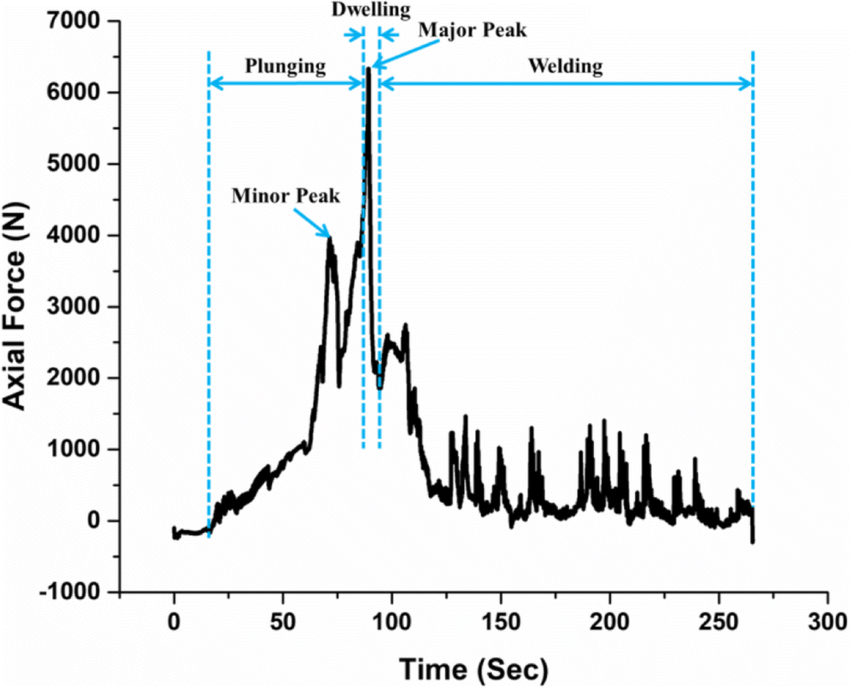 Dwelling
Major Peak
Plunging
Welding
Minor Peak
7000
6000
5000
4000
3000
2000
1000
0
-1000
Axial Force (N)
0 50 100 150 200 250 300
Time (Sec)